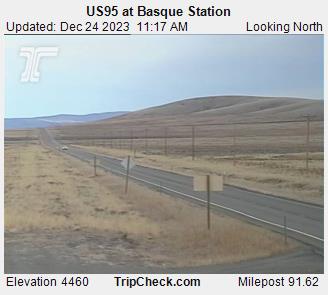 US95 at Basque Station
Updated: Dec 24 2023 11:17 AM Looking North
Elevation 4460 TripCheck.com Milepost 91.62